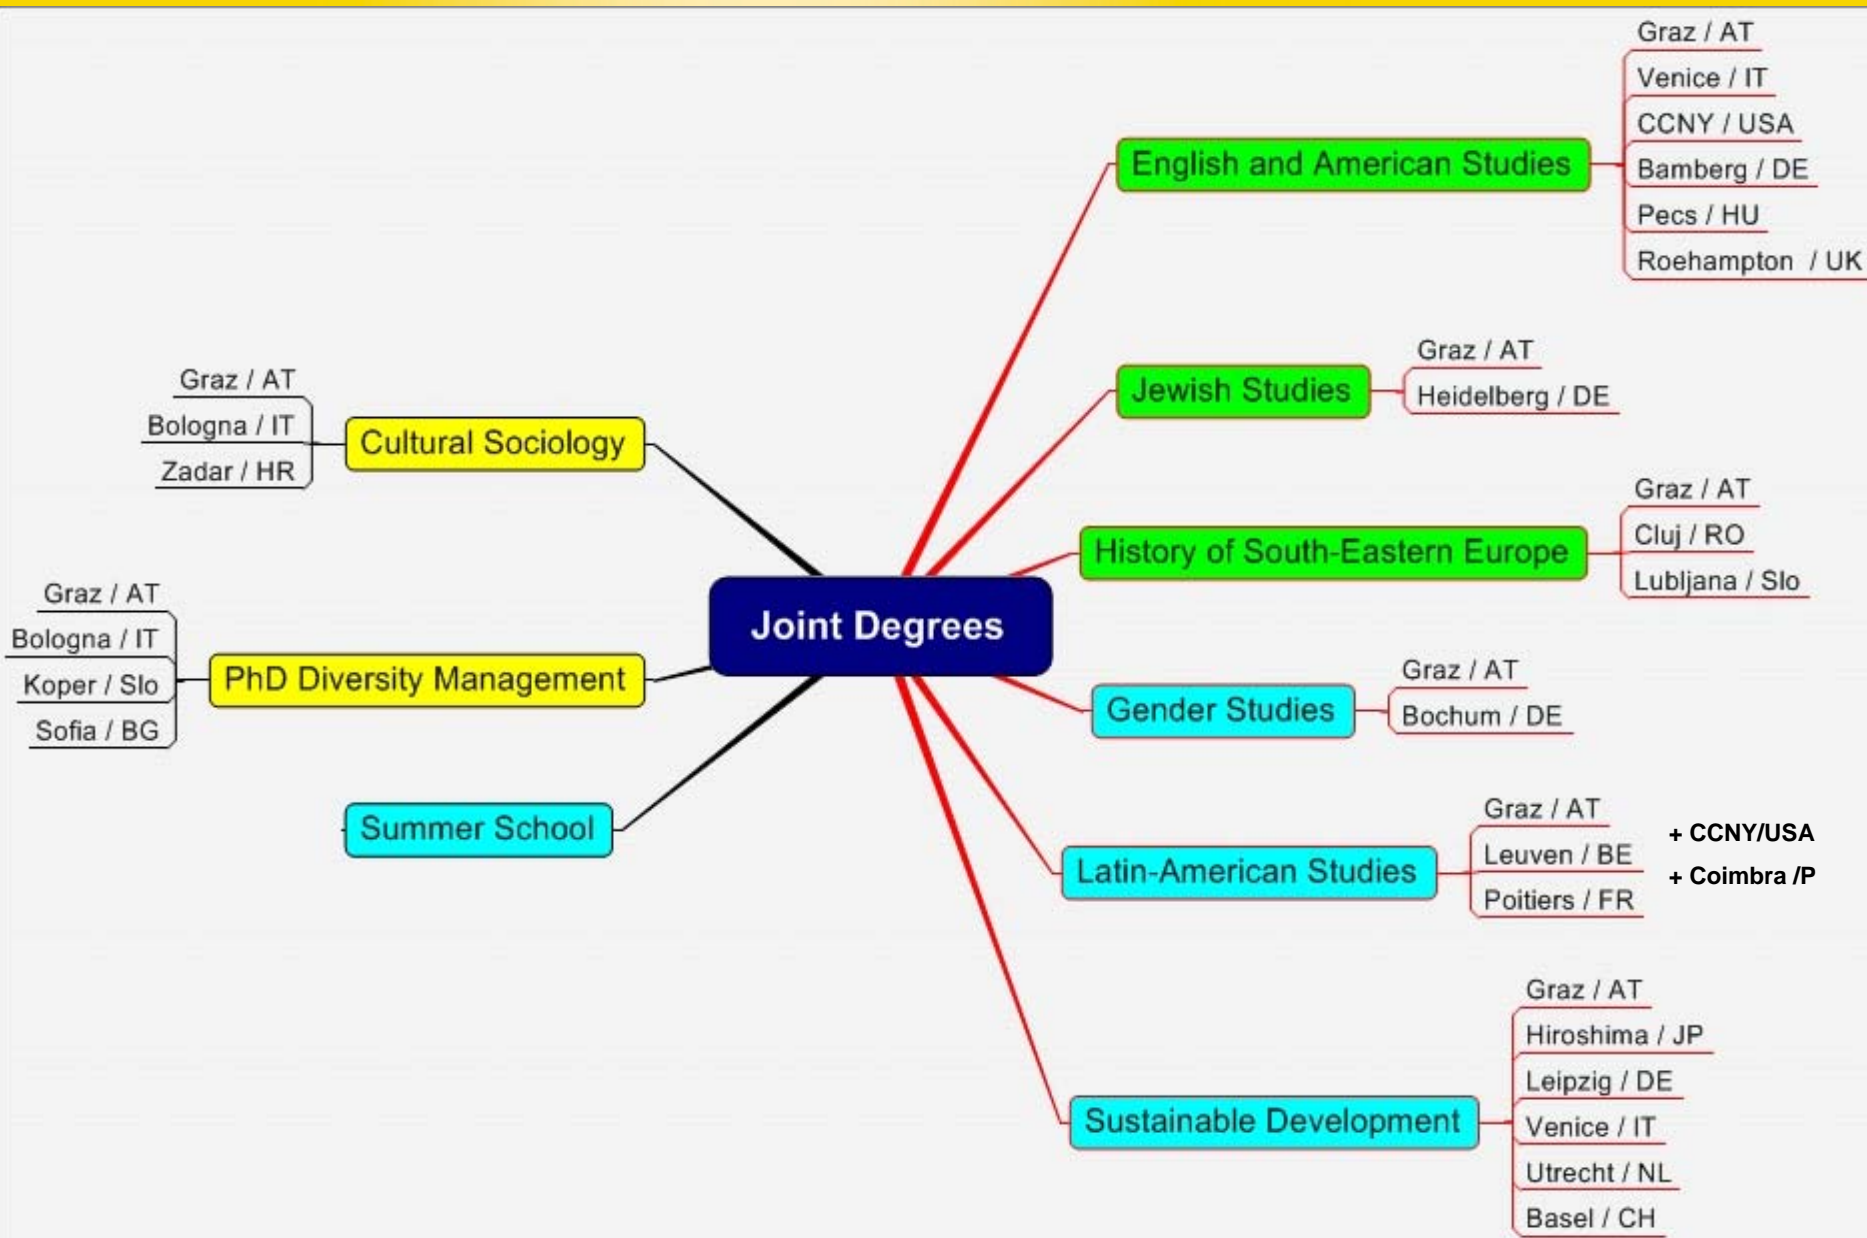 Joint Degrees
English and American Studies
Graz / AT
Venice / IT
CCNY / USA
Bamberg / DE
Pecs / HU
Roehampton / UK
Jewish Studies
Graz / AT
Heidelberg / DE
History of South-Eastern Europe
Graz / AT
Cluj / RO
Lubljana / Slo
Gender Studies
Graz / AT
Bochum / DE
Latin-American Studies
Graz / AT
Leuven / BE
Poitiers / FR
+ CCNY/USA
+ Coimbra /P
Sustainable Development
Graz / AT
Hiroshima / JP
Leipzig / DE
Venice / IT
Utrecht / NL
Basel / CH
Cultural Sociology
Graz / AT
Bologna / IT
Zadar / HR
PhD Diversity Management
Graz / AT
Bologna / IT
Koper / Slo
Sofia / BG
Summer School